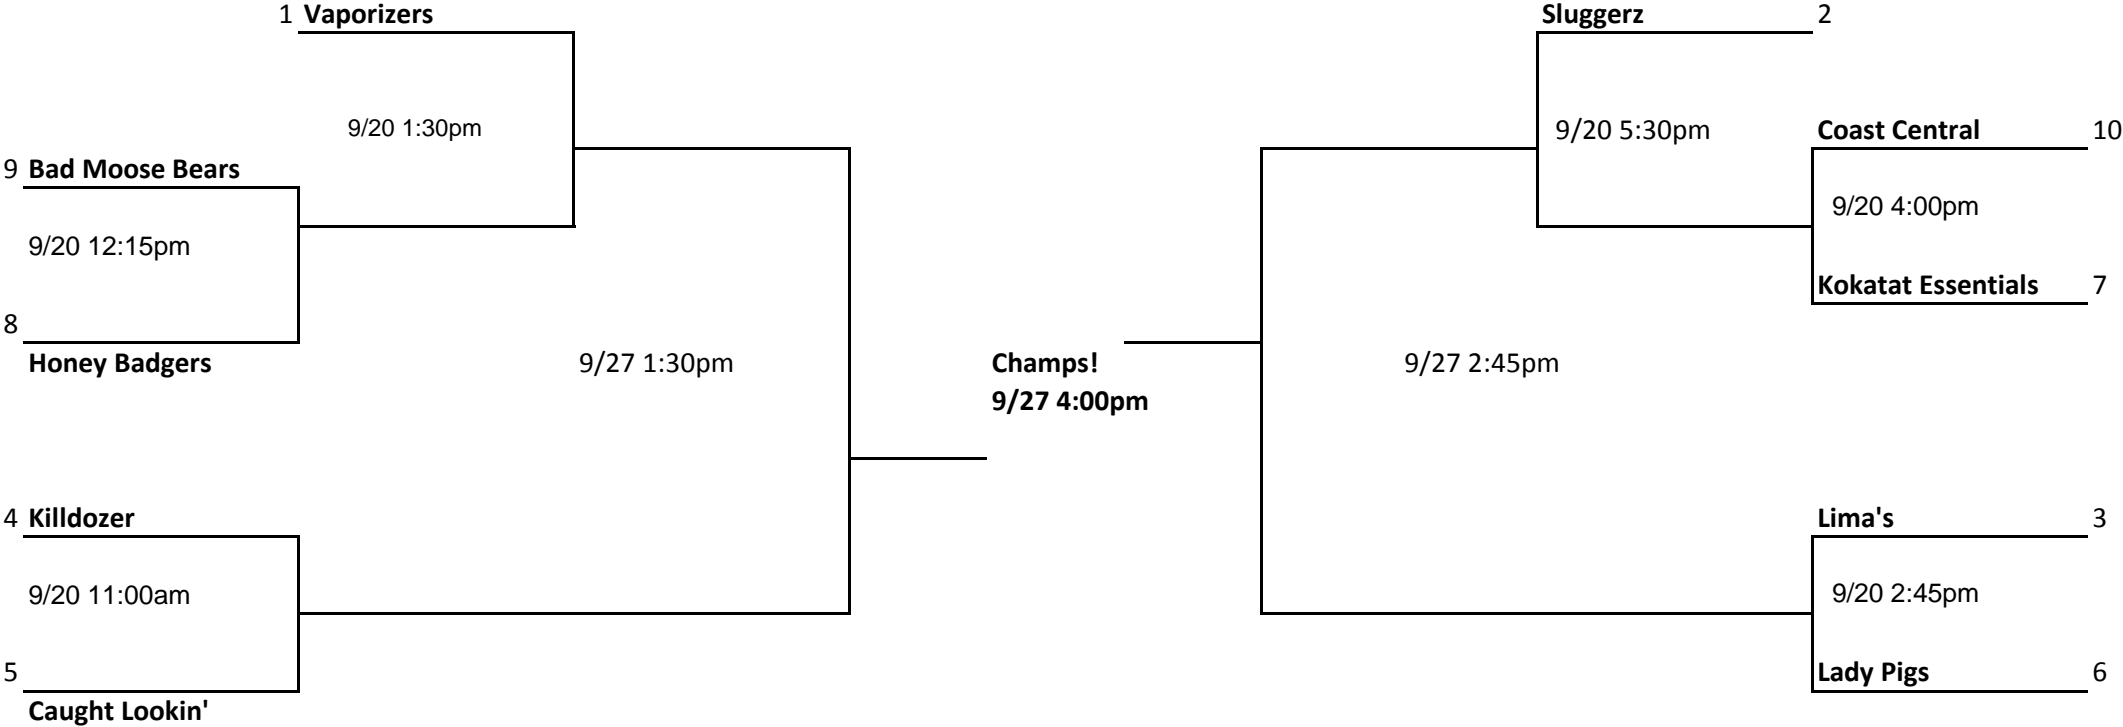 1 Vaporizers
Sluggerz 2
9/20 1:30pm
9/20 5:30pm
Coast Central 10
9 Bad Moose Bears
9/20 4:00pm
9/20 12:15pm
Kokatat Essentials 7
8
Honey Badgers
9/27 1:30pm
Champs!
9/27 2:45pm
9/27 4:00pm
4 Killdozer
Lima's 3
9/20 11:00am
9/20 2:45pm
5
Lady Pigs 6
Caught Lookin'